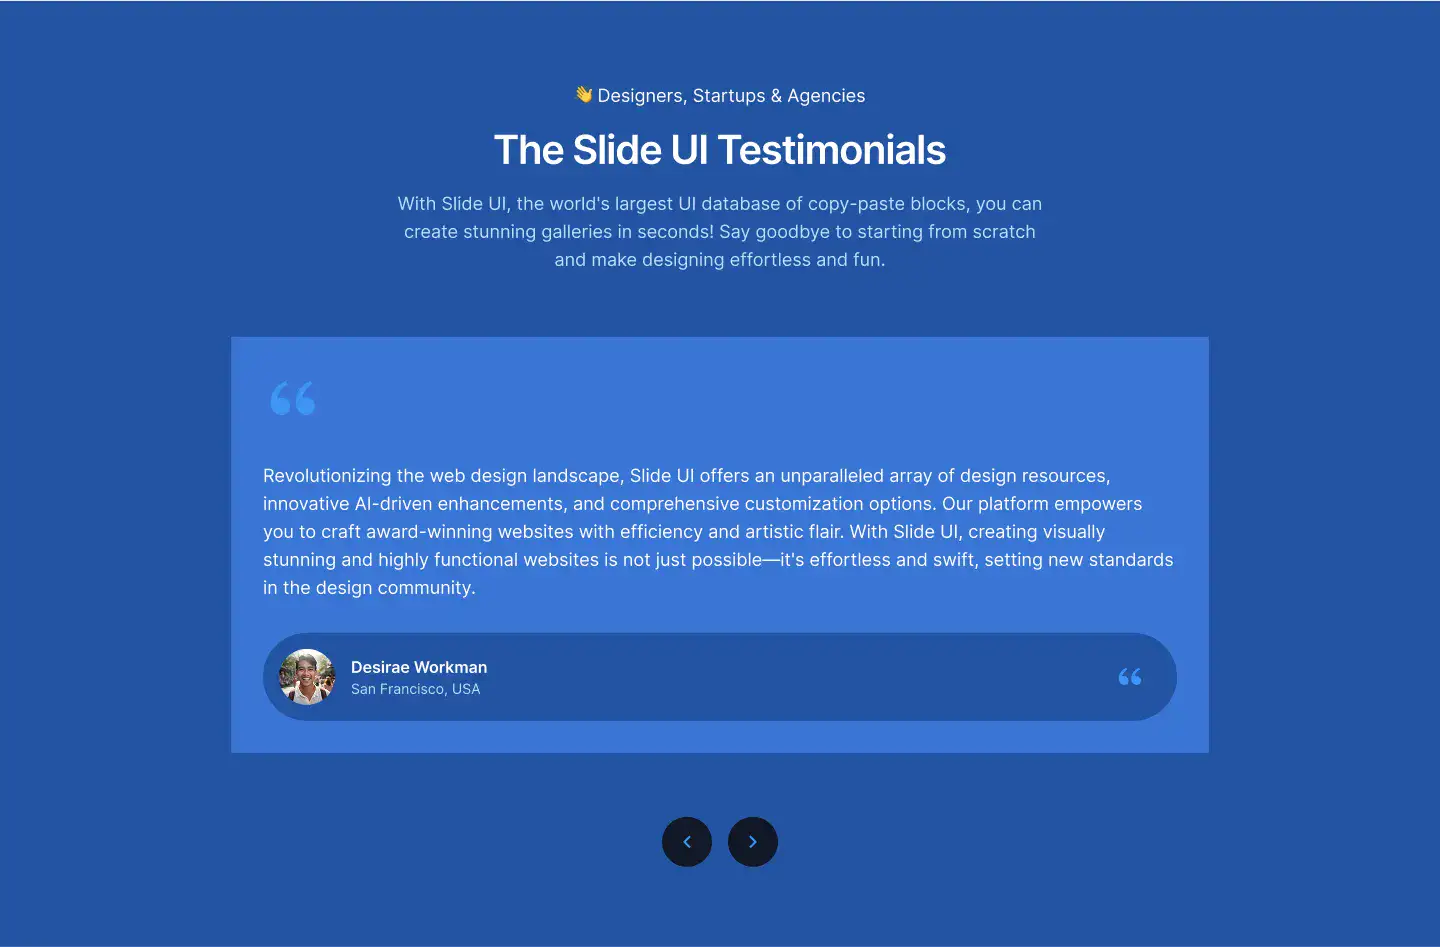 👋 Designers, Startups & Agencies
The Slide UI Testimonials
With Slide UI, the world's largest UI database of copy-paste blocks, you can
create stunning galleries in seconds! Say goodbye to starting from scratch
and make designing effortless and fun.
Revolutionizing the web design landscape, Slide UI offers an unparalleled array of design resources,
innovative AI-driven enhancements, and comprehensive customization options. Our platform empowers
you to craft award-winning websites with efficiency and artistic flair. With Slide UI, creating visually
stunning and highly functional websites is not just possible—it's effortless and swift, setting new standards
in the design community.
Desirae Workman
San Francisco, USA